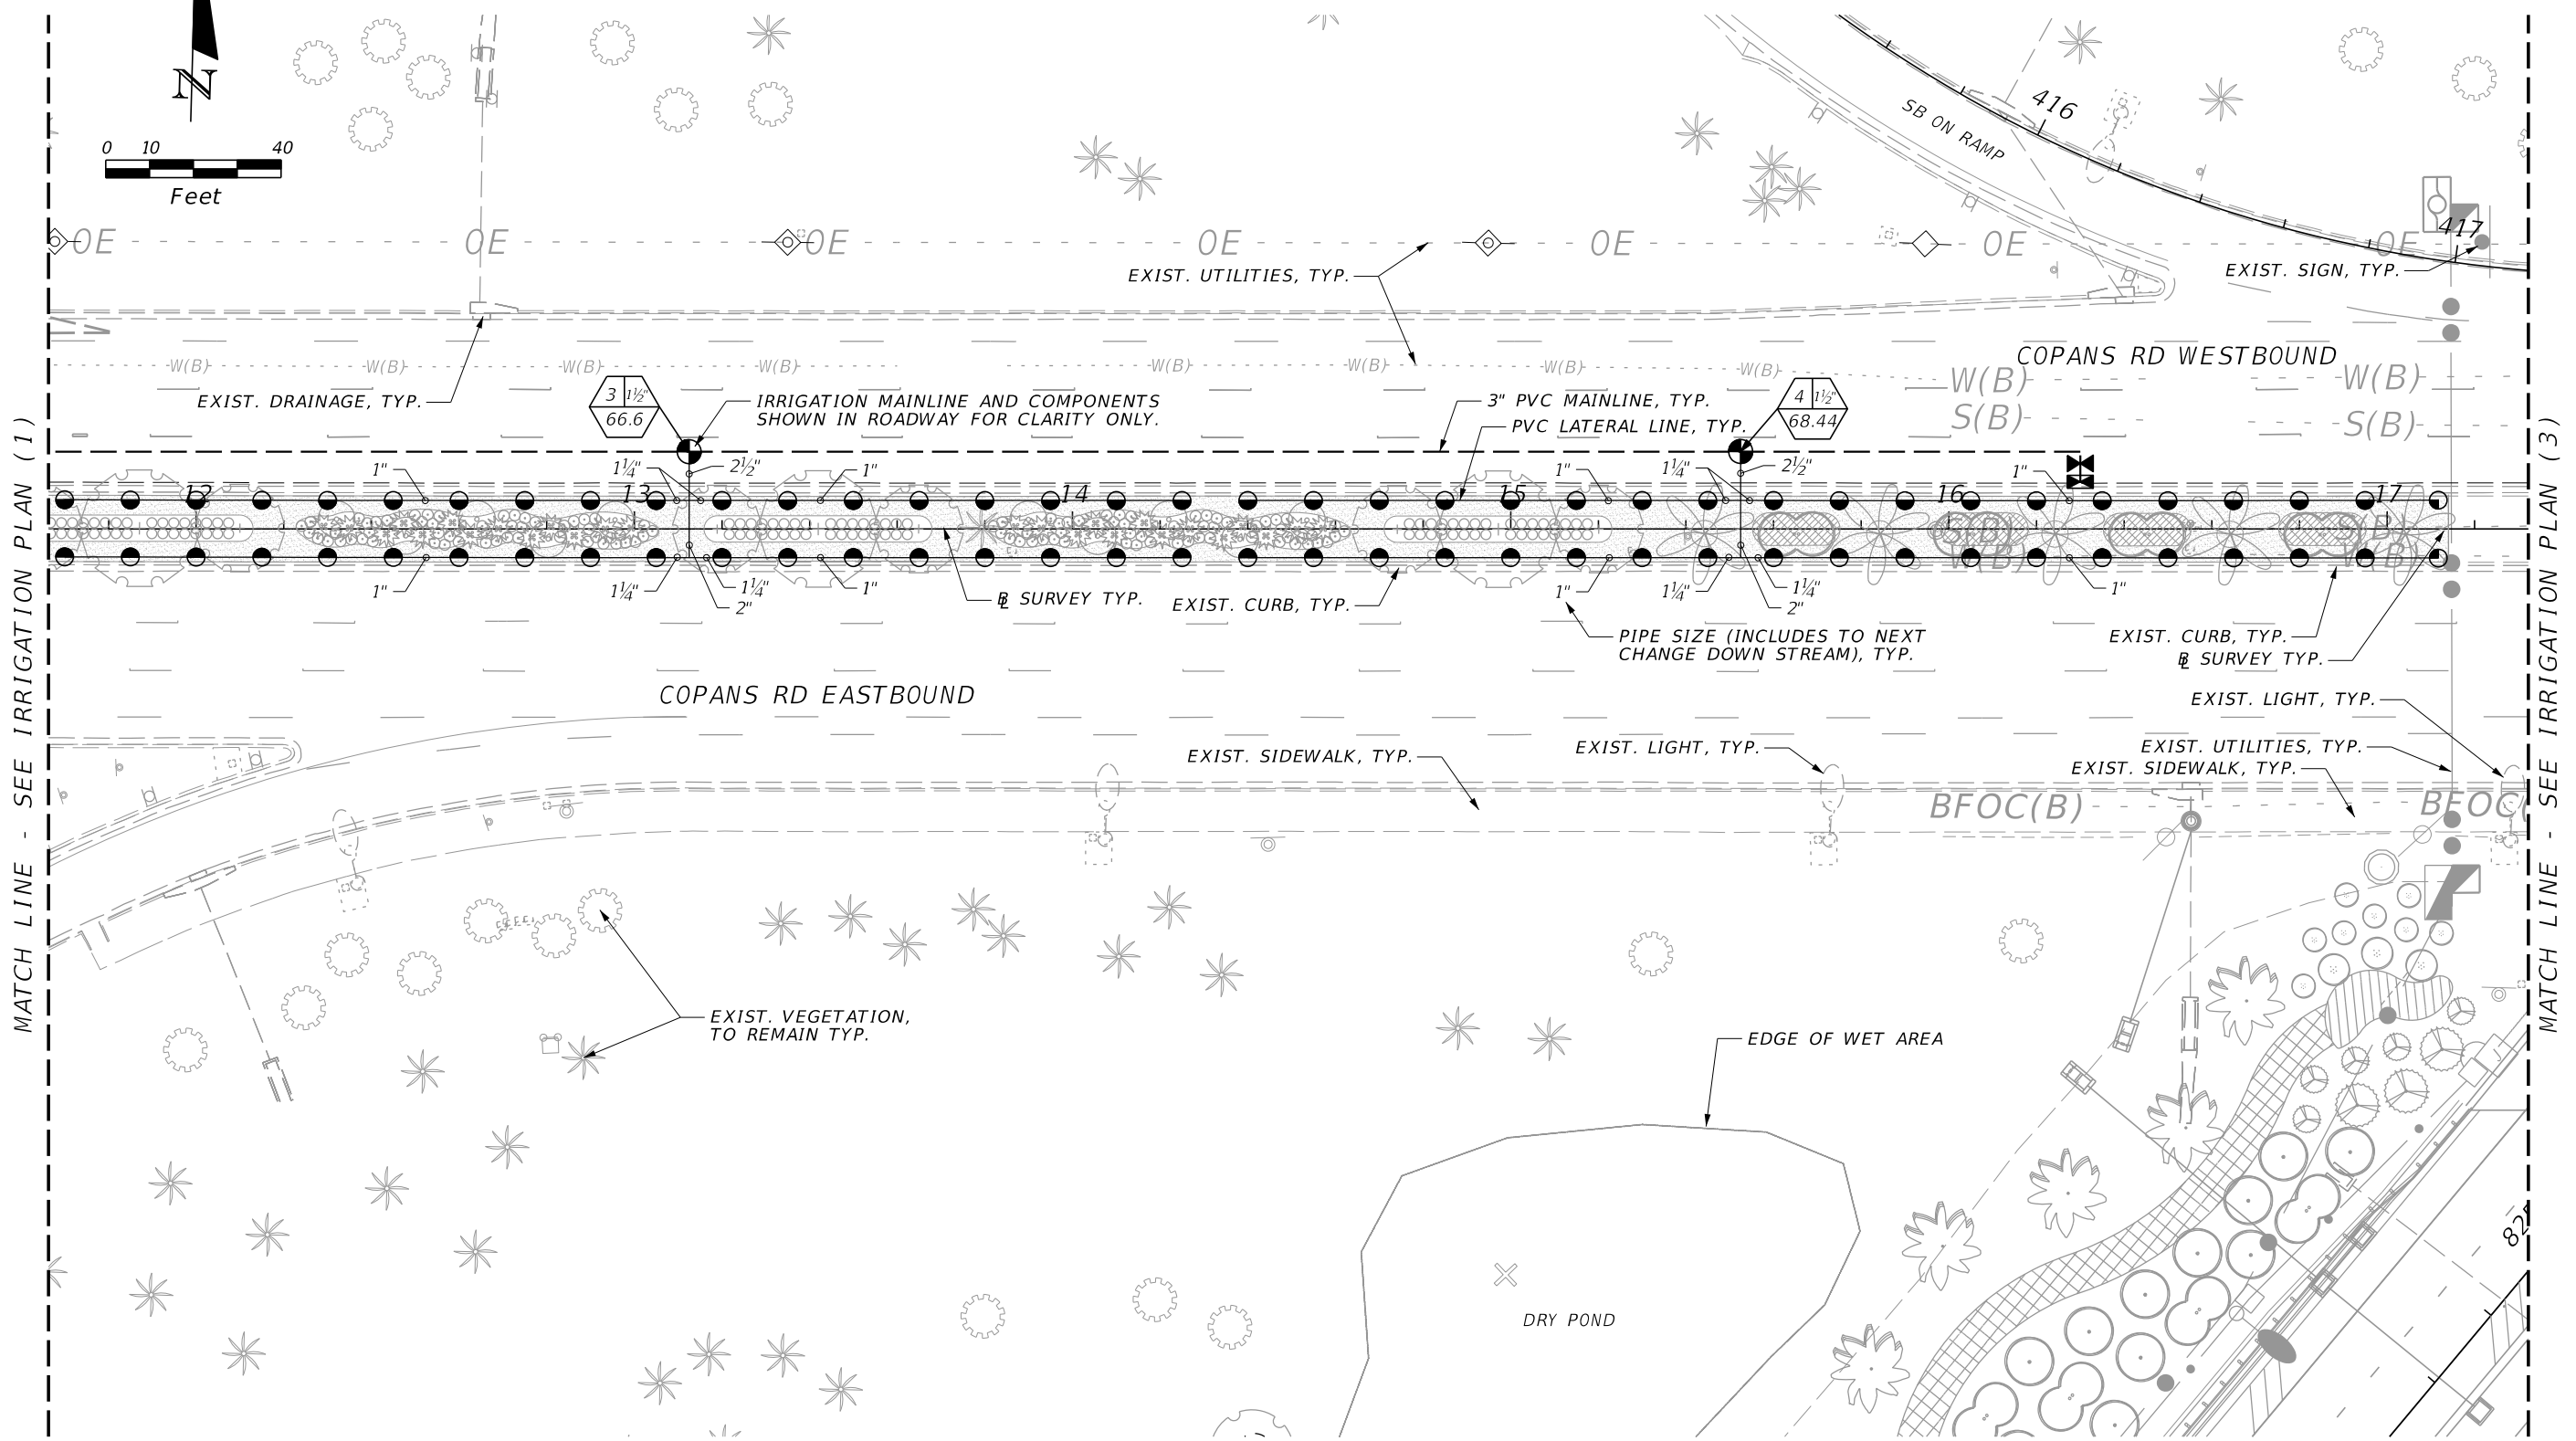 N
0 10 40
Feet
416
SB ON RAMP
417
OE OE OE OE OE OE OE
EXIST. UTILITIES, TYP.
EXIST. SIGN, TYP.
COPANS RD WESTBOUND
W(B) W(B) W(B) W(B) W(B) W(B) W(B) W(B) W(B) W(B)
S(B) S(B)
EXIST. DRAINAGE, TYP.
3 1½"
66.6
IRRIGATION MAINLINE AND COMPONENTS
SHOWN IN ROADWAY FOR CLARITY ONLY.
3" PVC MAINLINE, TYP.
PVC LATERAL LINE, TYP.
4 1½"
68.44
1" 1¼" 2½" 1" 1" 1¼" 2½" 1"
12 13 14 15 16 17
S(B) S(B)
W(B) W(B)
1" 1¼" 1¼" 1" 1" 1¼" 1¼" 1"
2" 2"
BL SURVEY TYP.
EXIST. CURB, TYP.
PIPE SIZE (INCLUDES TO NEXT
CHANGE DOWN STREAM), TYP.
EXIST. CURB, TYP.
BL SURVEY TYP.
COPANS RD EASTBOUND
EXIST. LIGHT, TYP.
EXIST. SIDEWALK, TYP.
EXIST. LIGHT, TYP.
EXIST. UTILITIES, TYP.
EXIST. SIDEWALK, TYP.
BFOC(B) BFOC(
EXIST. VEGETATION,
TO REMAIN TYP.
EDGE OF WET AREA
DRY POND
825
MATCH LINE - SEE IRRIGATION PLAN (1)
MATCH LINE - SEE IRRIGATION PLAN (3)